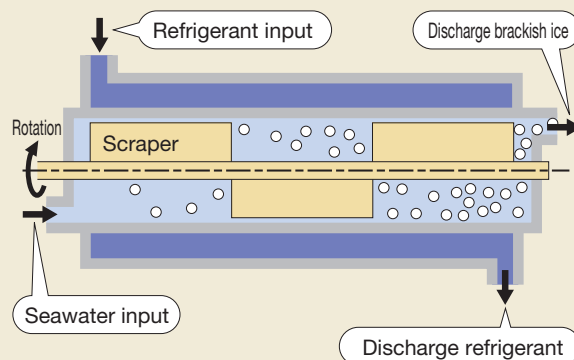 Refrigerant input
Discharge brackish ice
Rotation
Scraper
Seawater input
Discharge refrigerant